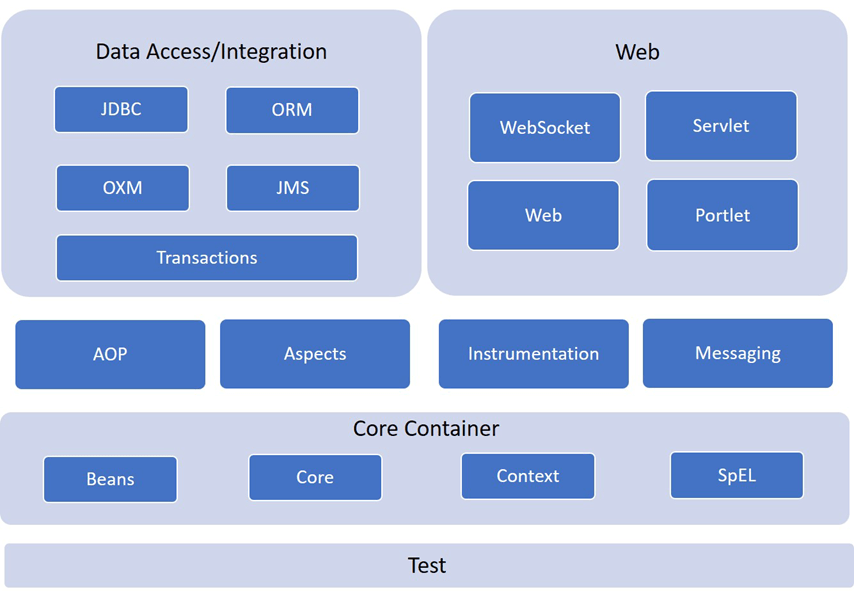 Data Access/Integration
JDBC
ORM
OXM
JMS
Transactions
Web
WebSocket
Servlet
Web
Portlet
AOP
Aspects
Instrumentation
Messaging
Core Container
Beans
Core
Context
SpEL
Test